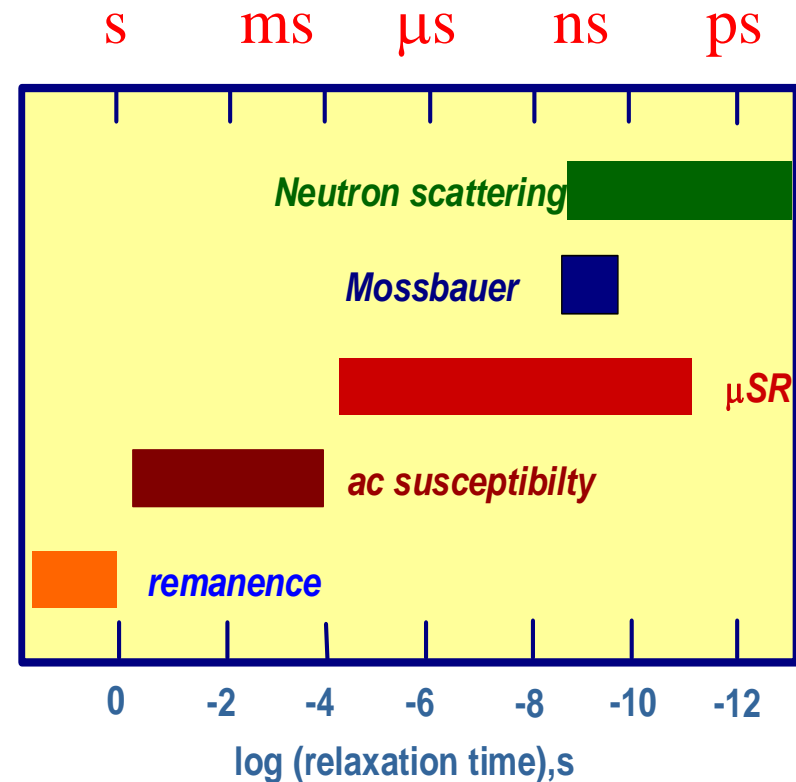 s ms μs ns ps
Neutron scattering
Mossbauer
μSR
ac susceptibilty
remanence
0 -2 -4 -6 -8 -10 -12
log (relaxation time),s